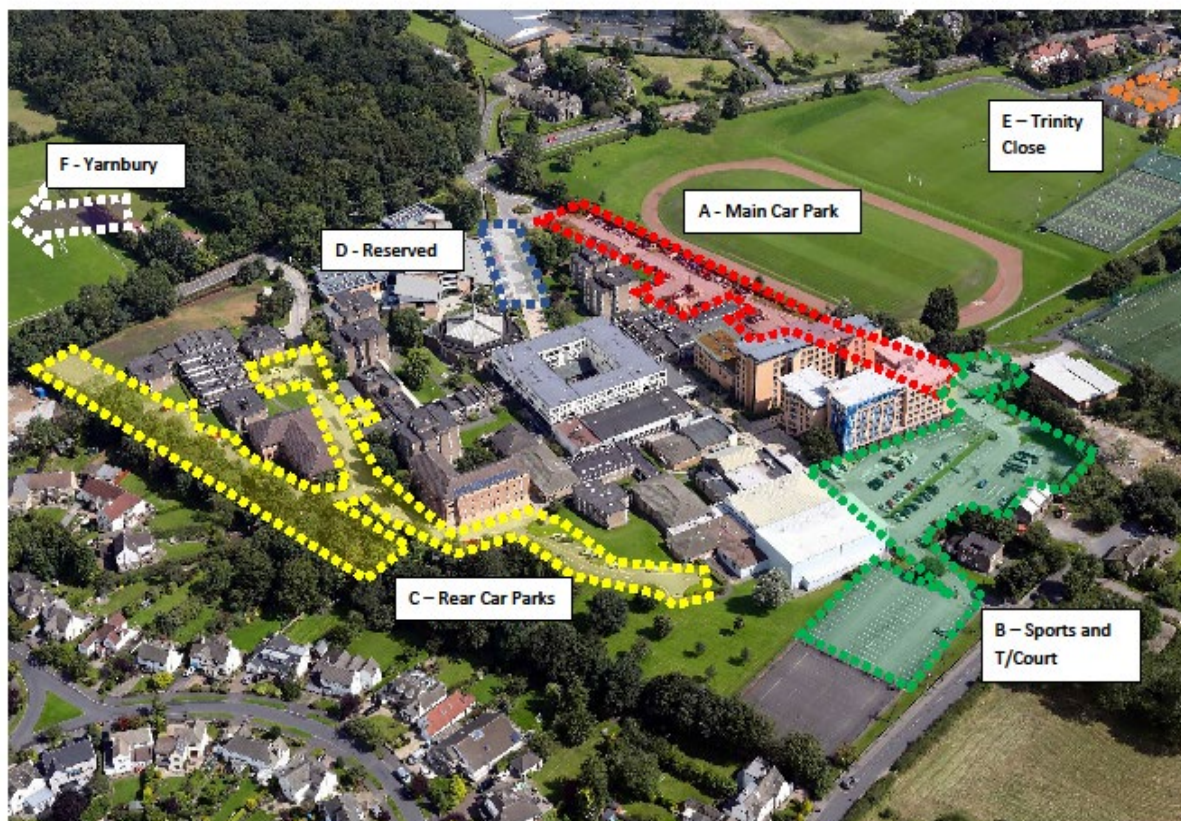 E – Trinity
Close
F - Yarnbury
A - Main Car Park
D - Reserved
C – Rear Car Parks
B – Sports and
T/Court